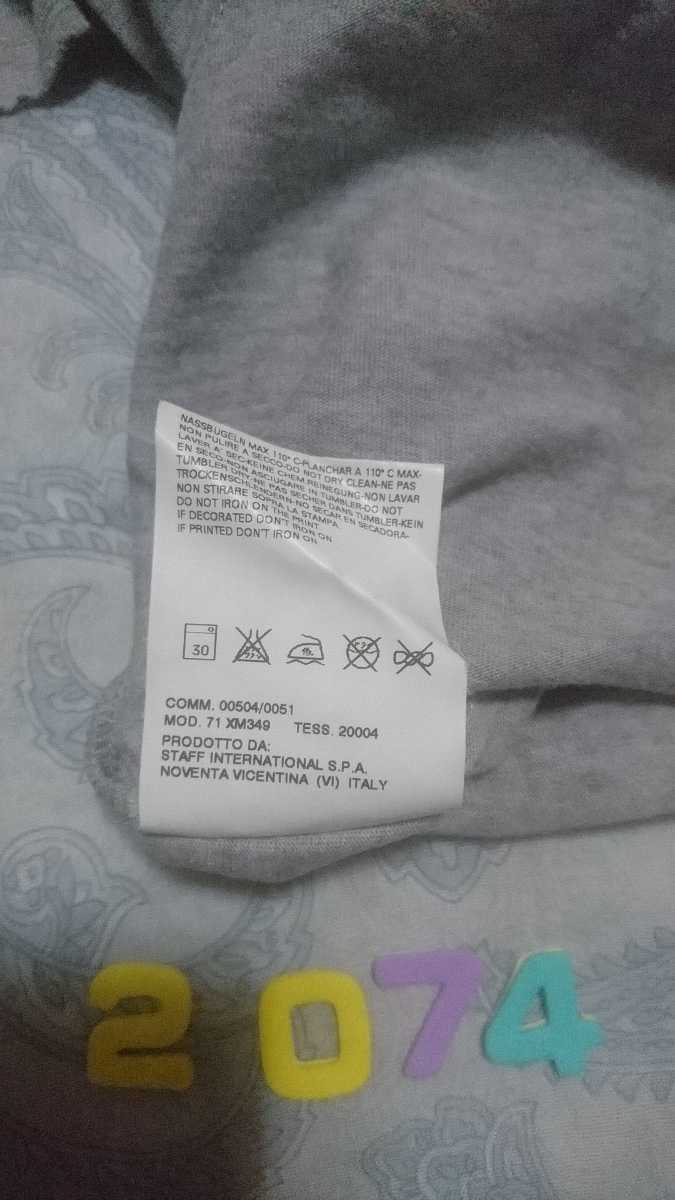 NASSBÜGELN MAX 110° C-PLANCHAR A 110° C MAX-
NON PULIRE A SECCO-DO NOT DRY CLEAN-NE PAS
LAVER A' SEC-KEINE CHEM REINEGUNG-NON LAVAR
EN SECO-NON ASCIUGARE IN TUMBLER-DO NOT
TUMBLER DRY-NE PAS SECHER DANS TUMBLER-KEIN
TROCKENSCHLENDERN-NO SECAR EN SECADORA-
NON STIRARE SOPRA LA STAMPA
DO NOT IRON ON THE PRINT
IF DECORATED DON'T IRON ON
IF PRINTED DON'T IRON ON
30
COMM. 00504/0051
MOD. 71 XM349 TESS. 20004
PRODOTTO DA:
STAFF INTERNATIONAL S.P.A.
NOVENTA VICENTINA (VI) ITALY
2074